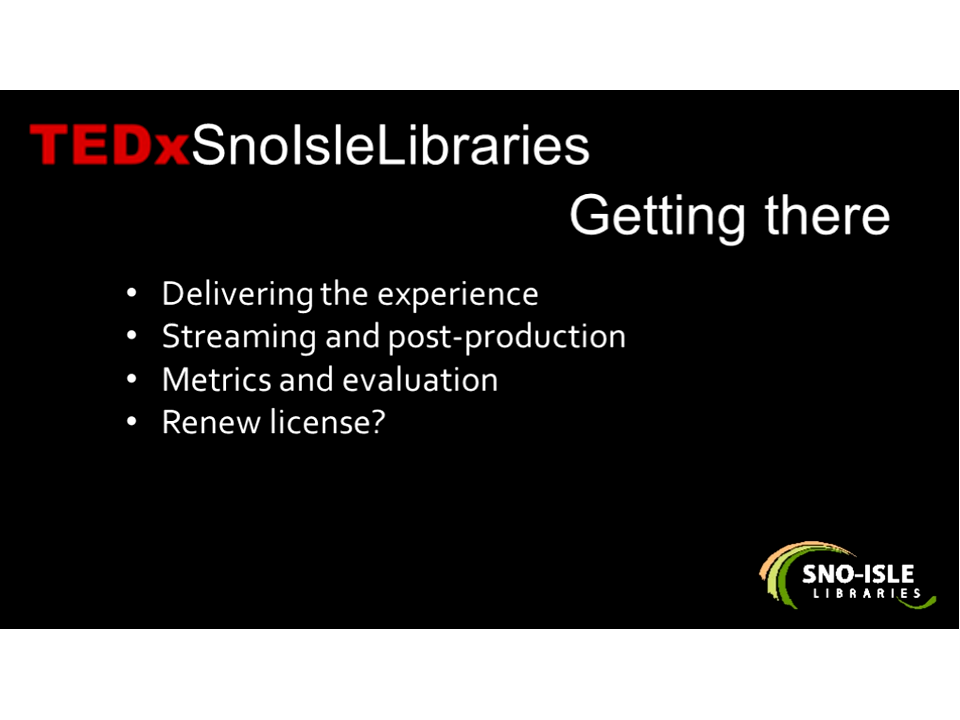 TEDxSnoIsleLibraries
Getting there
• Delivering the experience
• Streaming and post-production
• Metrics and evaluation
• Renew license?
SNO-ISLE
LIBRARIES